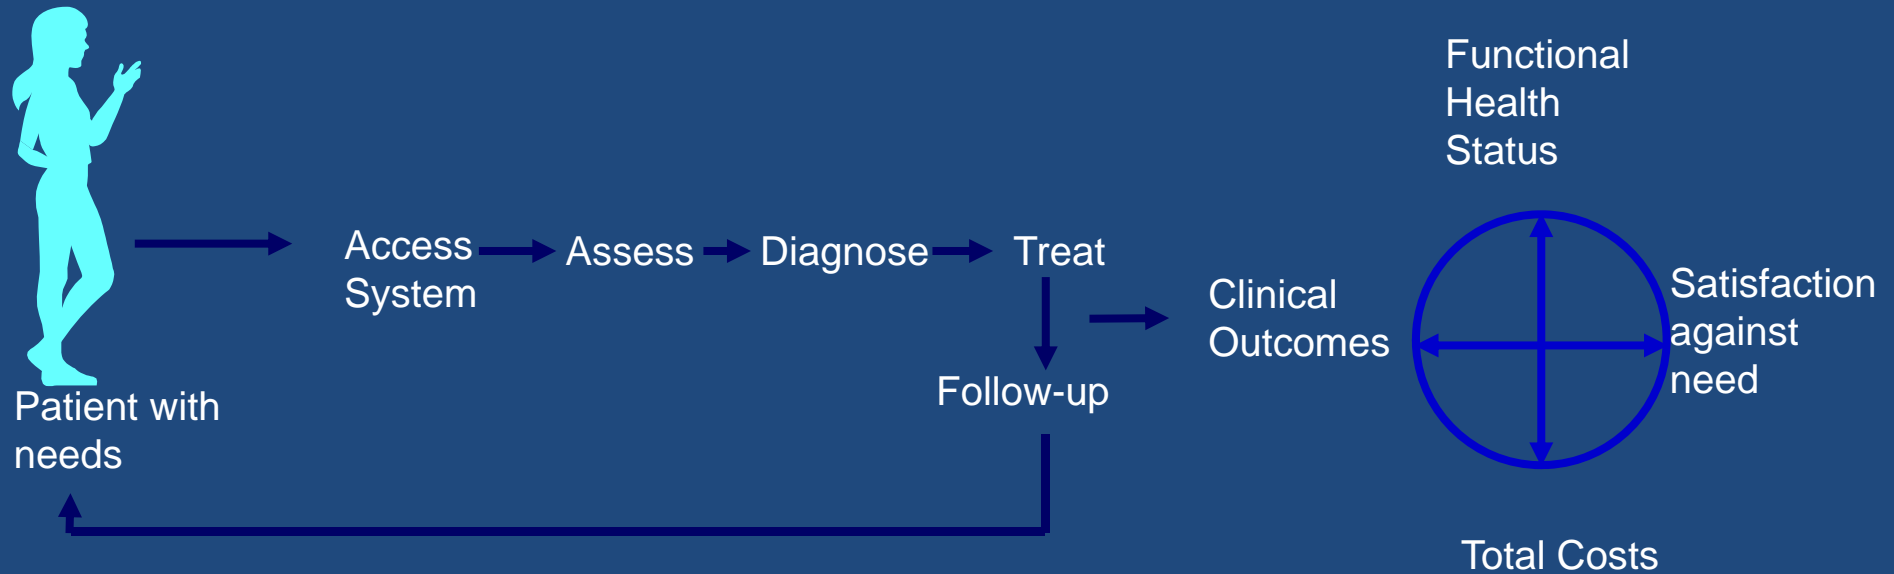 Patient with
needs
Access
System
Assess
Diagnose
Treat
Follow-up
Clinical
Outcomes
Functional
Health
Status
Satisfaction
against
need
Total Costs